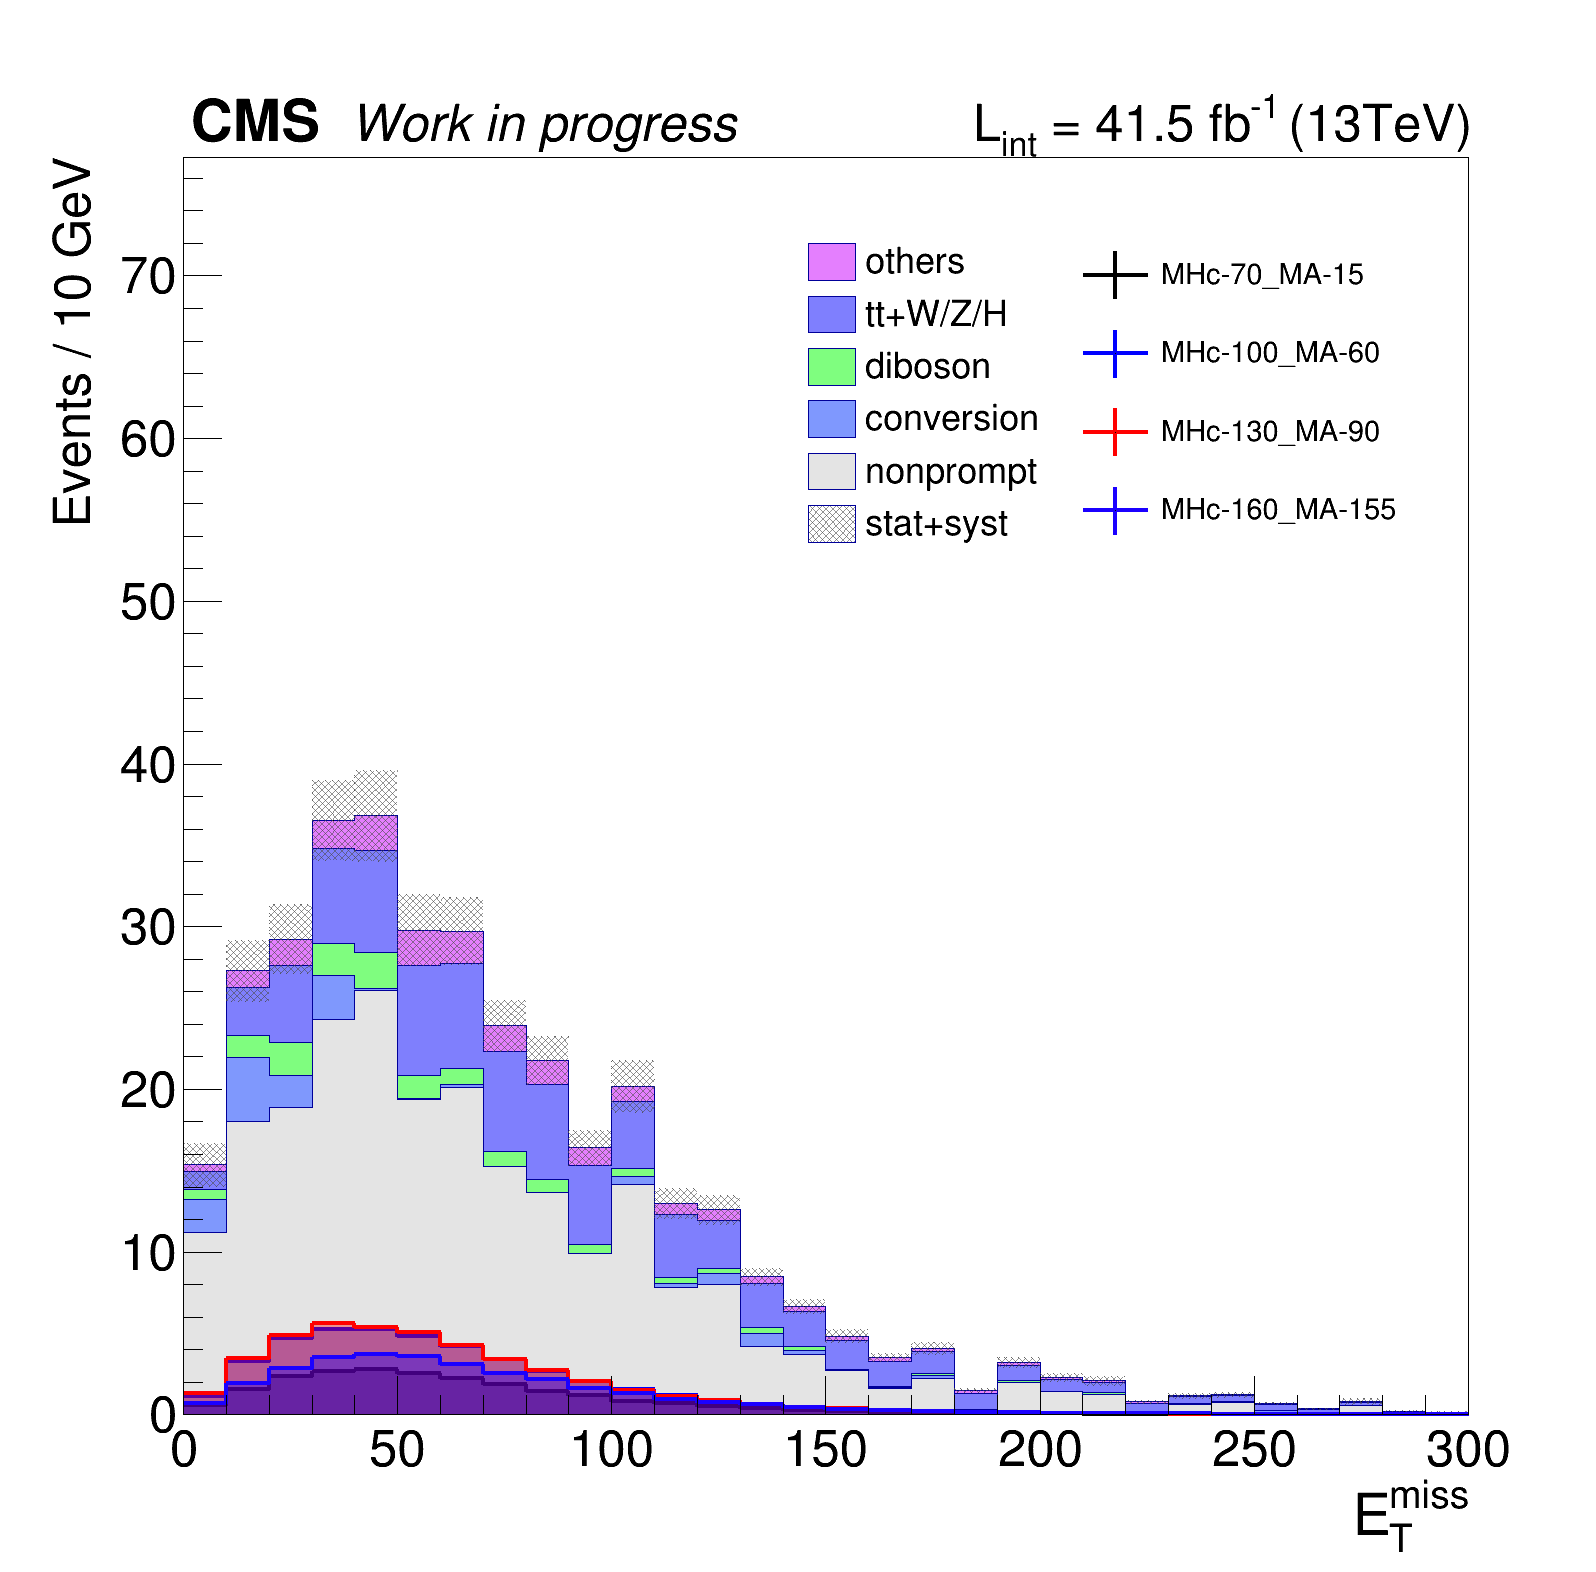 CMS Work in progress
L_int = 41.5 fb^-1 (13TeV)
Events / 10 GeV
70
60
50
40
30
20
10
0
others
tt+W/Z/H
diboson
conversion
nonprompt
stat+syst
MHc-70_MA-15
MHc-100_MA-60
MHc-130_MA-90
MHc-160_MA-155
0 50 100 150 200 250 300
E_T^miss